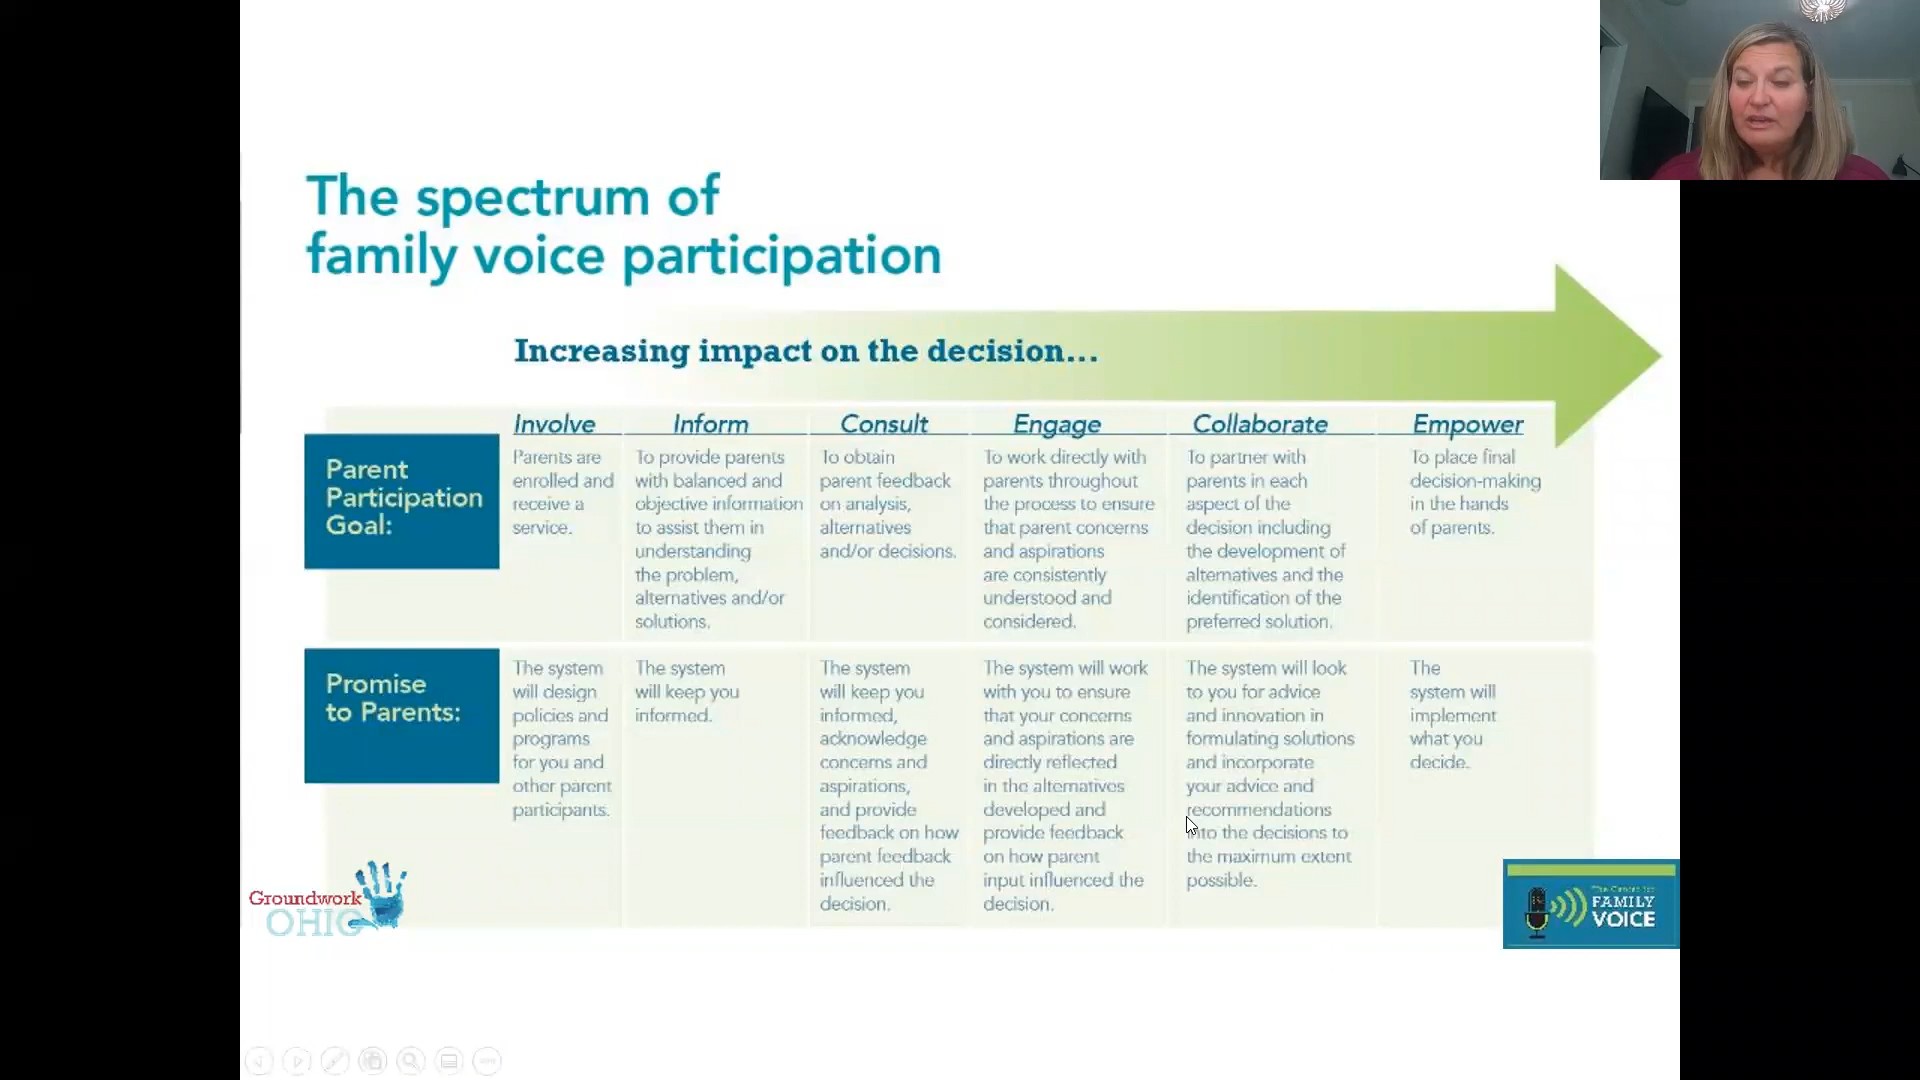 The spectrum of
family voice participation
Increasing impact on the decision...
Involve
Inform
Consult
Engage
Collaborate
Empower
Parent
Participation
Goal:
Parents are
enrolled and
receive a
service.
To provide parents
with balanced and
objective information
to assist them in
understanding
the problem,
alternatives and/or
solutions.
To obtain
parent feedback
on analysis,
alternatives
and/or decisions.
To work directly with
parents throughout
the process to ensure
that parent concerns
and aspirations
are consistently
understood and
considered.
To partner with
parents in each
aspect of the
decision including
the development of
alternatives and the
identification of the
preferred solution.
To place final
decision-making
in the hands
of parents.
Promise
to Parents:
The system
will design
policies and
programs
for you and
other parent
participants.
The system
will keep you
informed.
The system
will keep you
informed,
acknowledge
concerns and
aspirations,
and provide
feedback on how
parent feedback
influenced the
decision.
The system will work
with you to ensure
that your concerns
and aspirations are
directly reflected
in the alternatives
developed and
provide feedback
on how parent
input influenced the
decision.
The system will look
to you for advice
and innovation in
formulating solutions
and incorporate
your advice and
recommendations
into the decisions to
the maximum extent
possible.
The
system will
implement
what you
decide.
Groundwork
OHIO
The Center for
FAMILY
VOICE